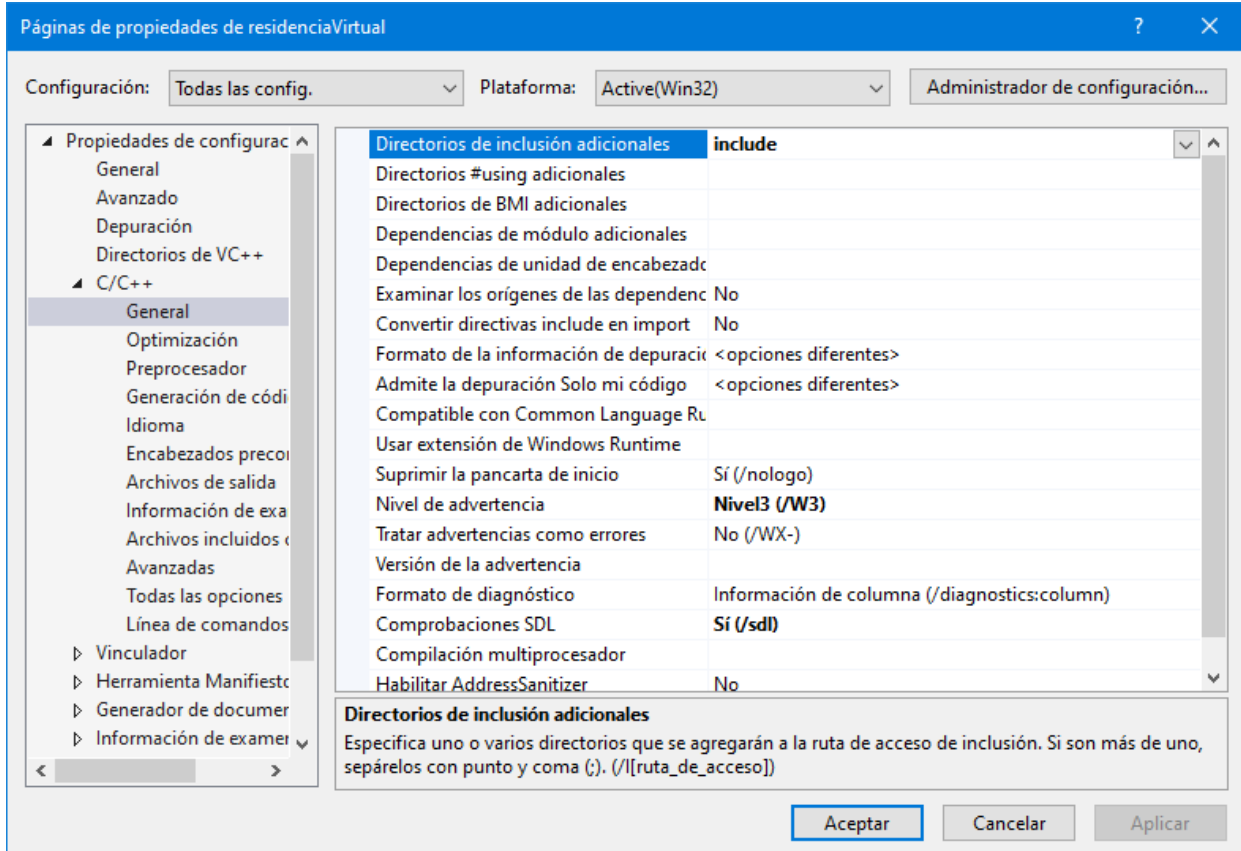 Páginas de propiedades de residenciaVirtual
?
Configuración: Todas las config. Plataforma: Active(Win32) Administrador de configuración...
Propiedades de configurac
General
Avanzado
Depuración
Directorios de VC++
C/C++
General
Optimización
Preprocesador
Generación de códi
Idioma
Encabezados precor
Archivos de salida
Información de exa
Archivos incluidos
Avanzadas
Todas las opciones
Línea de comandos
Vinculador
Herramienta Manifiesto
Generador de documen
Información de examen
Directorios de inclusión adicionales include
Directorios #using adicionales
Directorios de BMI adicionales
Dependencias de módulo adicionales
Dependencias de unidad de encabezado
Examinar los orígenes de las dependenc No
Convertir directivas include en import No
Formato de la información de depuració <opciones diferentes>
Admite la depuración Solo mi código <opciones diferentes>
Compatible con Common Language Ru
Usar extensión de Windows Runtime
Suprimir la pancarta de inicio Sí (/nologo)
Nivel de advertencia Nivel3 (/W3)
Tratar advertencias como errores No (/WX-)
Versión de la advertencia
Formato de diagnóstico Información de columna (/diagnostics:column)
Comprobaciones SDL Sí (/sdl)
Compilación multiprocesador
Habilitar AddressSanitizer No
Directorios de inclusión adicionales
Especifica uno o varios directorios que se agregarán a la ruta de acceso de inclusión. Si son más de uno,
sepárelos con punto y coma (;). (/I[ruta_de_acceso])
Aceptar Cancelar Aplicar